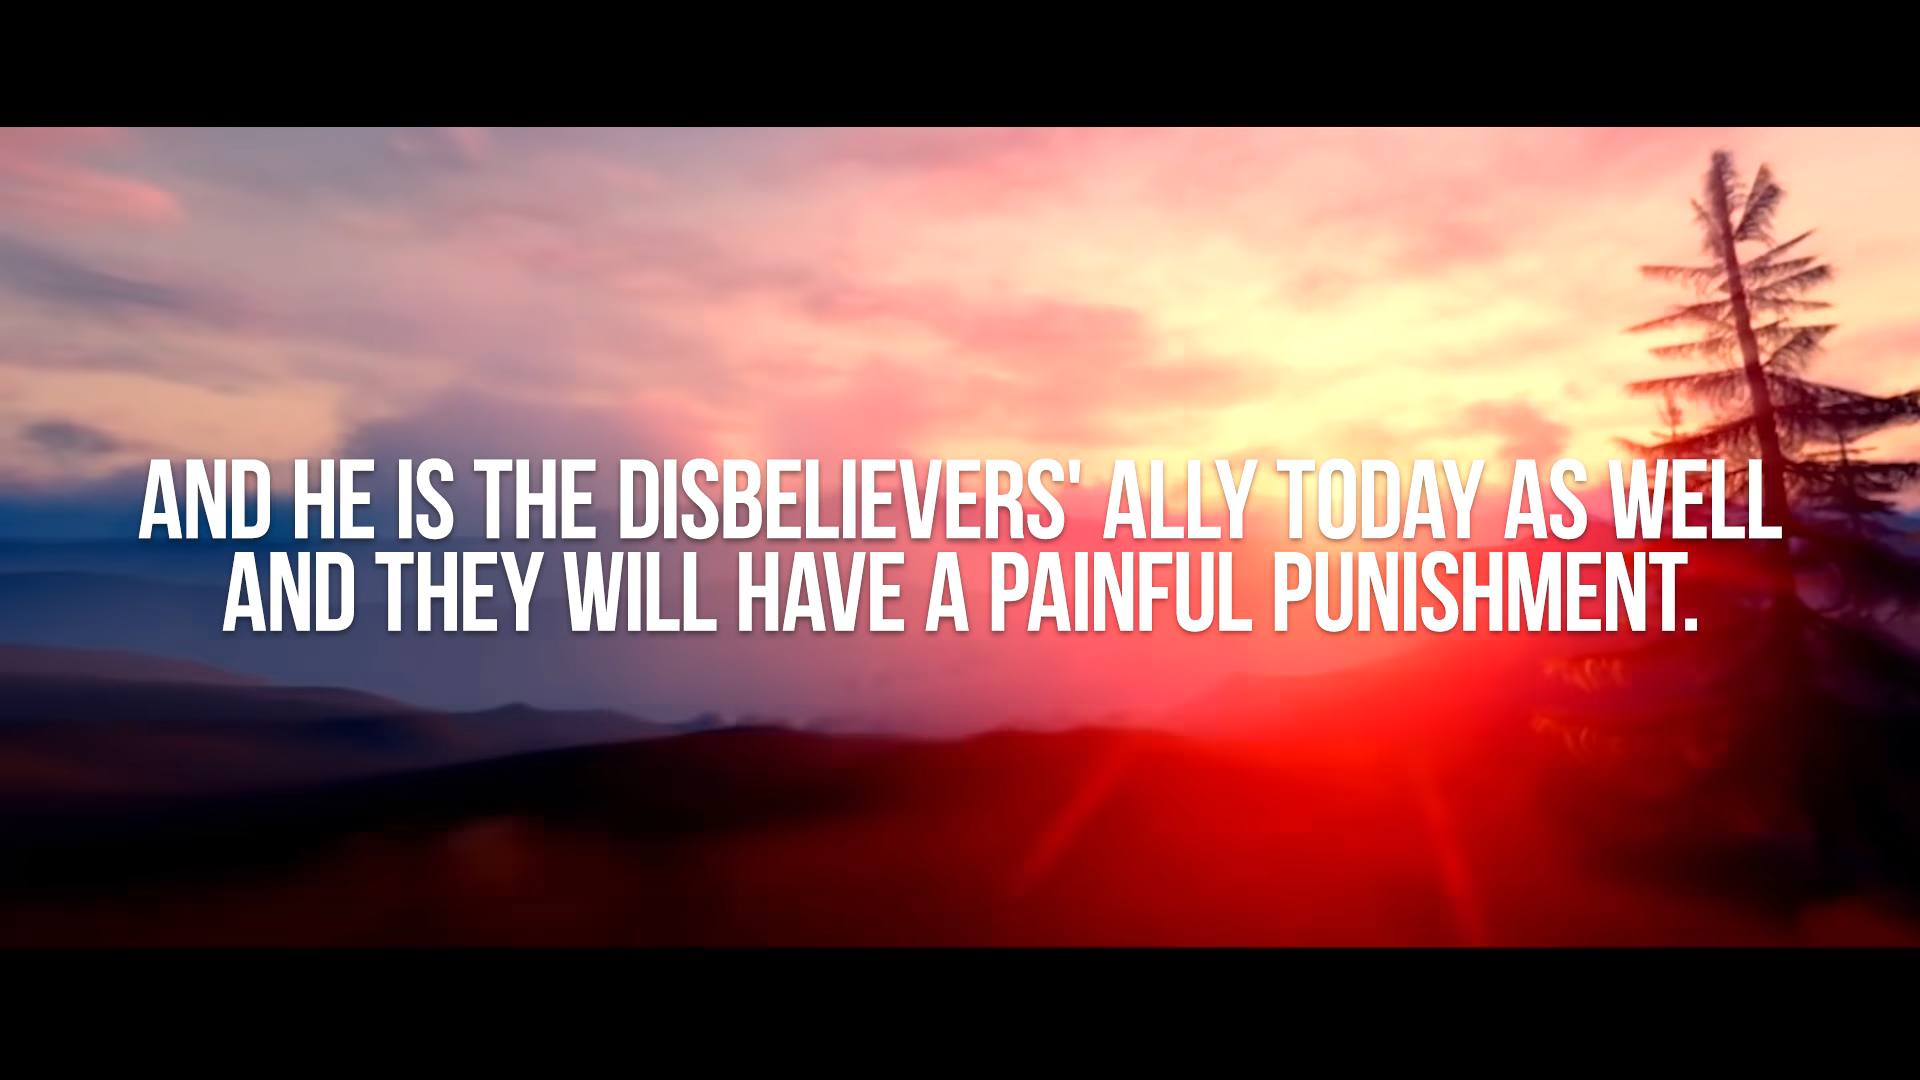 AND HE IS THE DISBELIEVERS' ALLY TODAY AS WELL
AND THEY WILL HAVE A PAINFUL PUNISHMENT.